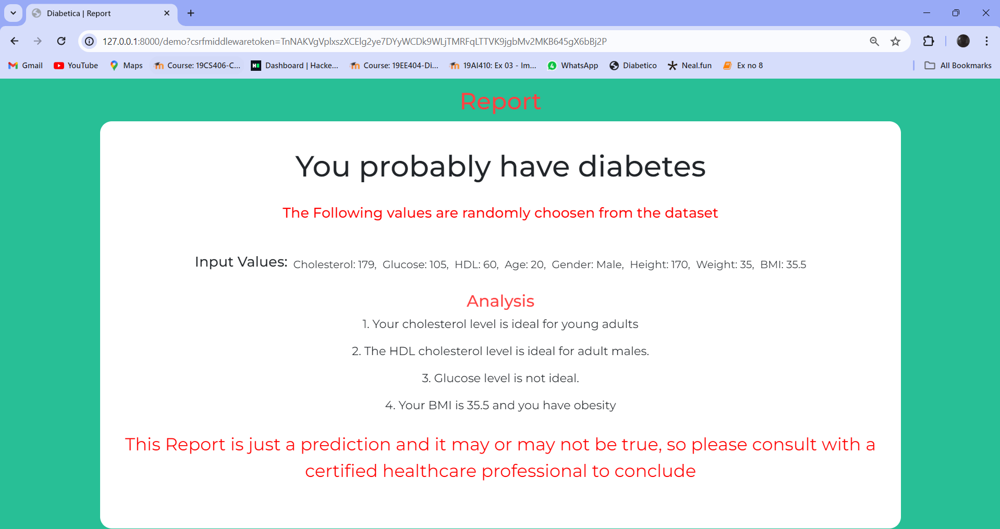 Diabetica | Report
127.0.0.1:8000/demo?csrfmiddlewaretoken=TnNAKVgVplxszXCElg2ye7DYyWCDk9WLjTMRFqLTTVK9jgbMv2MKB645gX6bBj2P
Gmail YouTube Maps Course: 19CS406-C... Dashboard | Hacke... Course: 19EE404-Di... 19AI410: Ex 03 - Im... 4 WhatsApp Diabetico Neal.fun Ex no 8 All Bookmarks
Report
You probably have diabetes
The Following values are randomly choosen from the dataset
Input Values: Cholesterol: 179, Glucose: 105, HDL: 60, Age: 20, Gender: Male, Height: 170, Weight: 35, BMI: 35.5
Analysis
1. Your cholesterol level is ideal for young adults
2. The HDL cholesterol level is ideal for adult males.
3. Glucose level is not ideal.
4. Your BMI is 35.5 and you have obesity
This Report is just a prediction and it may or may not be true, so please consult with a
certified healthcare professional to conclude